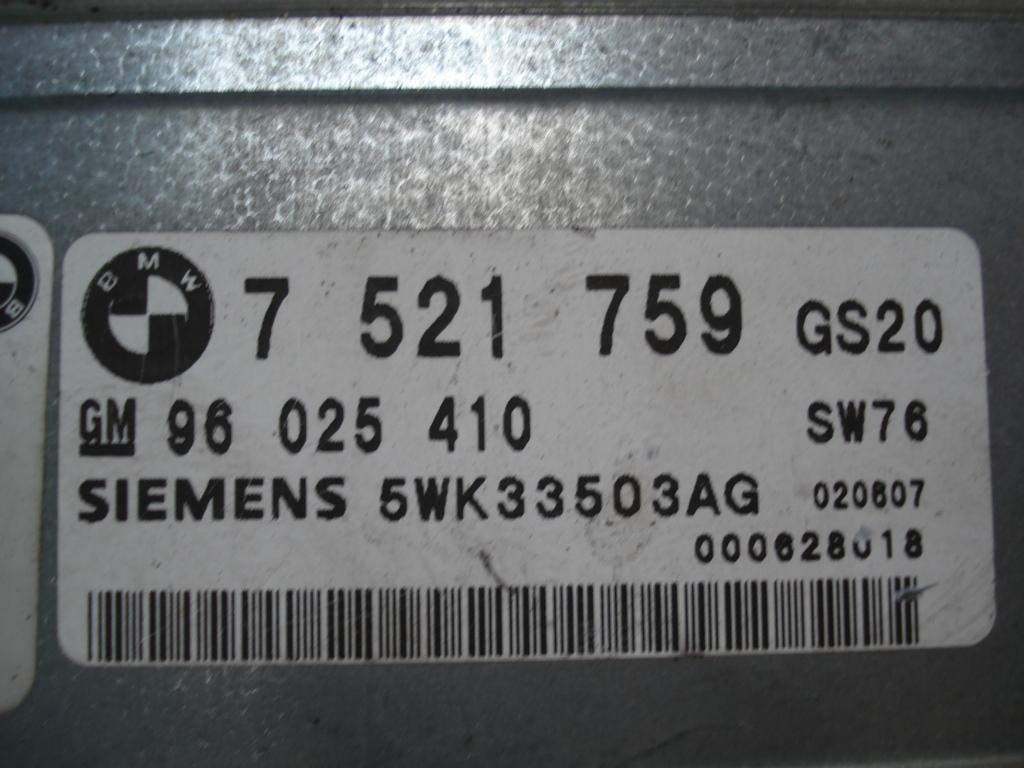 BMW 7 521 759 GS20
GM 96 025 410 SW76
SIEMENS 5WK33503AG 020607
000628018
B